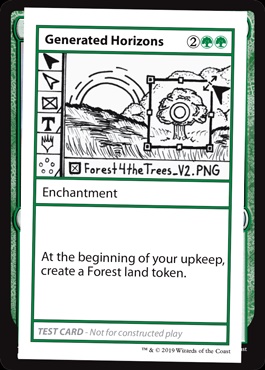 Generated Horizons 2
T
Forest4theTrees_V2.PNG
Enchantment
At the beginning of your upkeep,
create a Forest land token.
TEST CARD - Not for constructed play
™ & © 2019 Wizards of the Coast